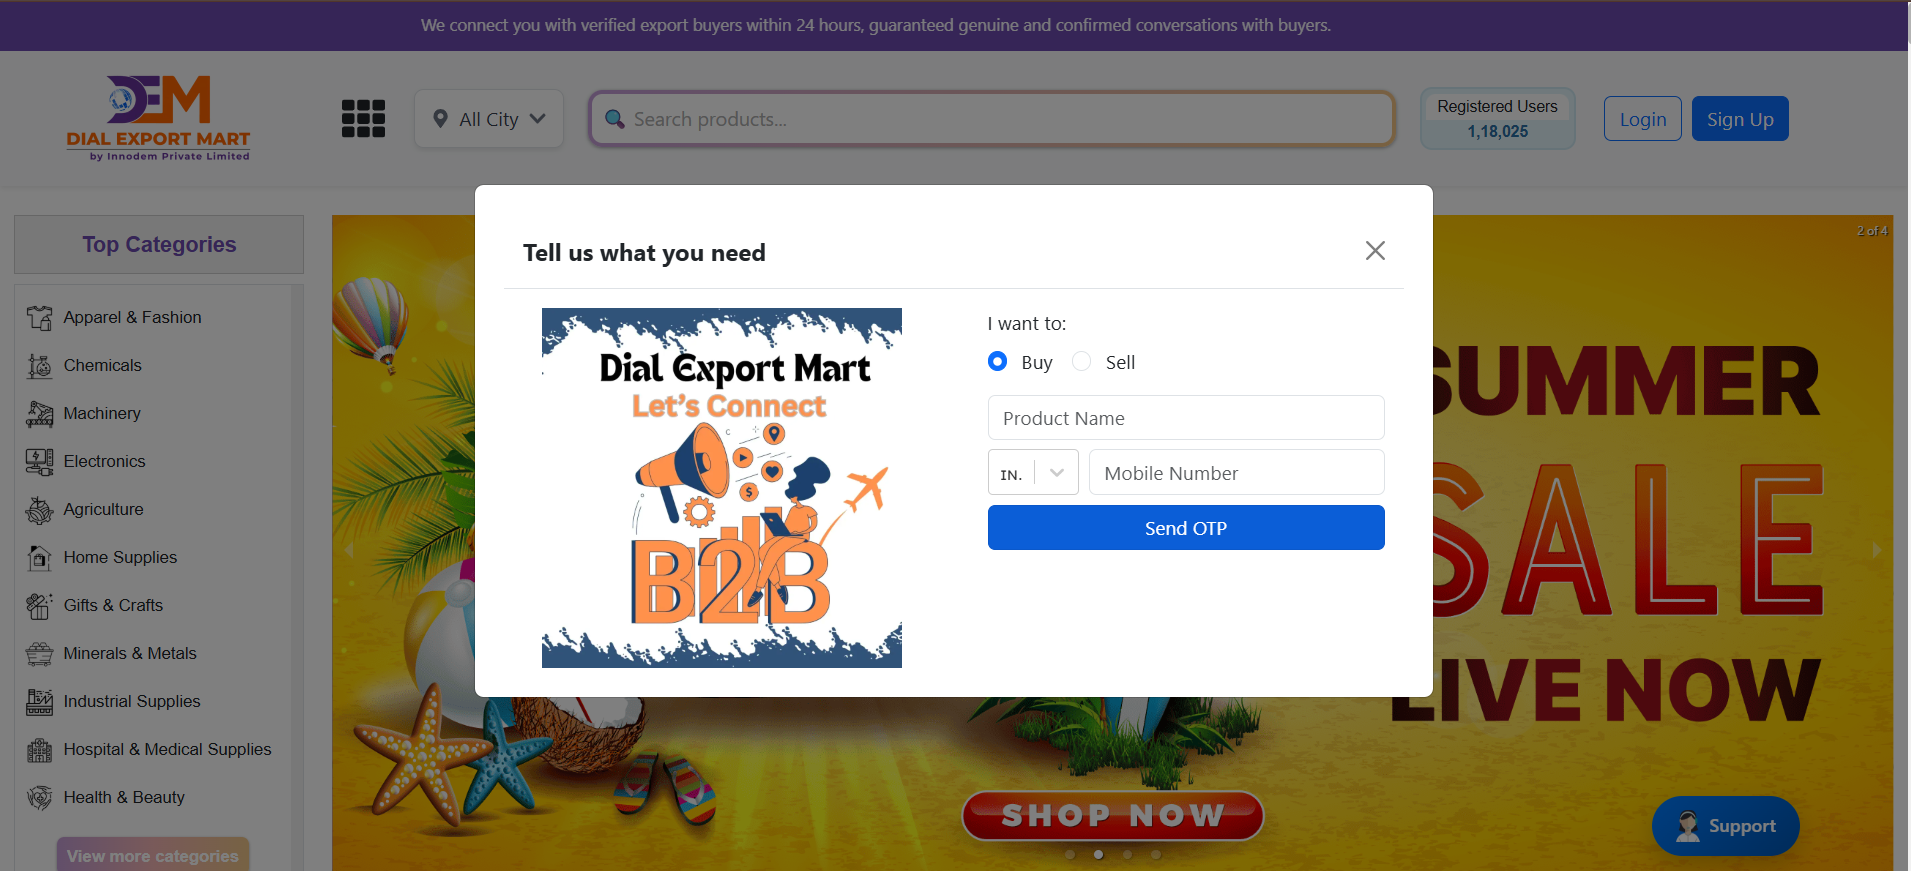 We connect you with verified export buyers within 24 hours, guaranteed genuine and confirmed conversations with buyers.
DEM
DIAL EXPORT MART
by Innodem Private Limited
All City
Search products...
Registered Users
1,18,025
Login
Sign Up
Top Categories
Apparel & Fashion
Chemicals
Machinery
Electronics
Agriculture
Home Supplies
Gifts & Crafts
Minerals & Metals
Industrial Supplies
Hospital & Medical Supplies
Health & Beauty
View more categories
2 of 4
SUMMER
SALE
LIVE NOW
SHOP NOW
Tell us what you need
Dial Export Mart
Let's Connect
B2B
I want to:
Buy
Sell
Product Name
IN.
Mobile Number
Send OTP
Support